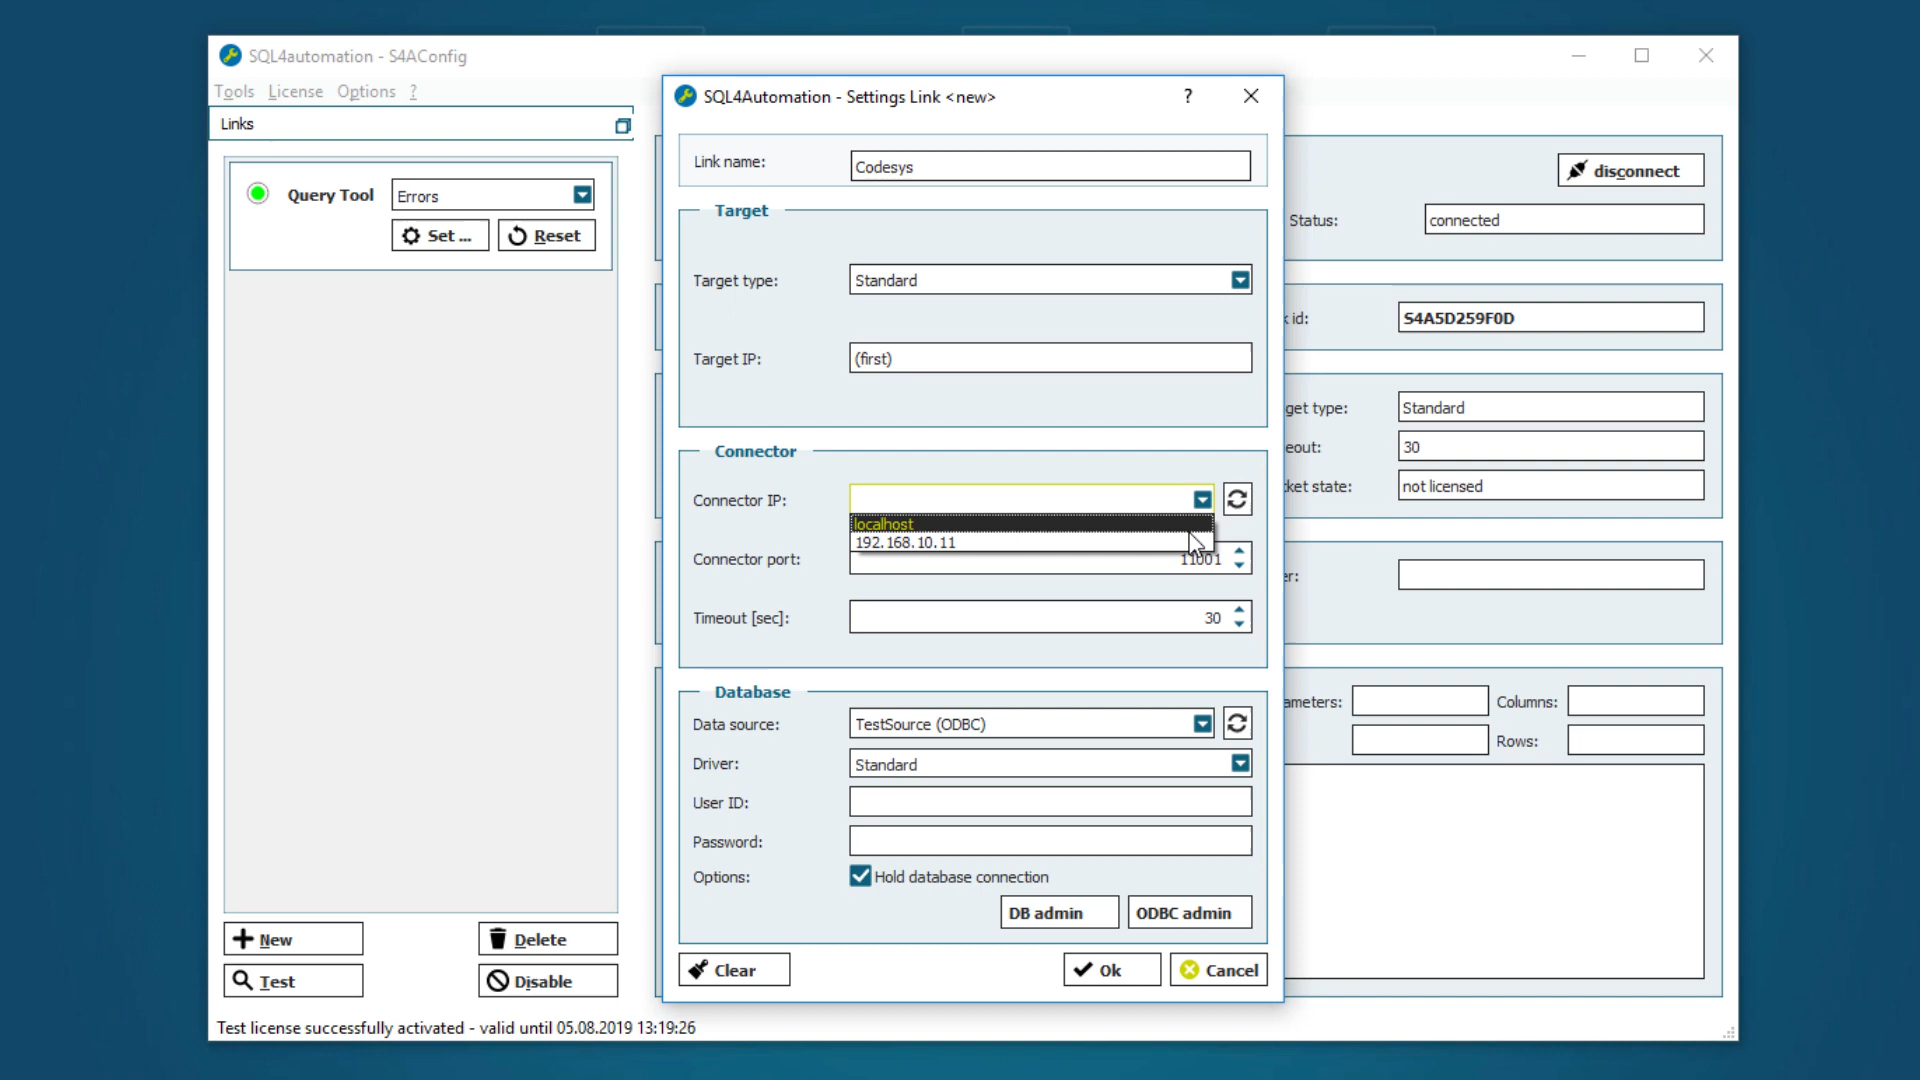 SQL4automation - S4AConfig
Tools License Options ?
Links
Query Tool Errors
Set ... Reset
New Delete
Test Disable
Test license successfully activated - valid until 05.08.2019 13:19:26
SQL4Automation - Settings Link <new> ?
Link name: Codesys
Target
Target type: Standard
Target IP: (first)
Connector
Connector IP:
localhost
192.168.10.11
Connector port: 11001
Timeout [sec]: 30
Database
Data source: TestSource (ODBC)
Driver: Standard
User ID:
Password:
Options: Hold database connection
DB admin ODBC admin
Clear Ok Cancel
disconnect
Status: connected
k id: S4A5D259F0D
get type: Standard
eout: 30
ket state: not licensed
er:
ameters: Columns:
Rows: